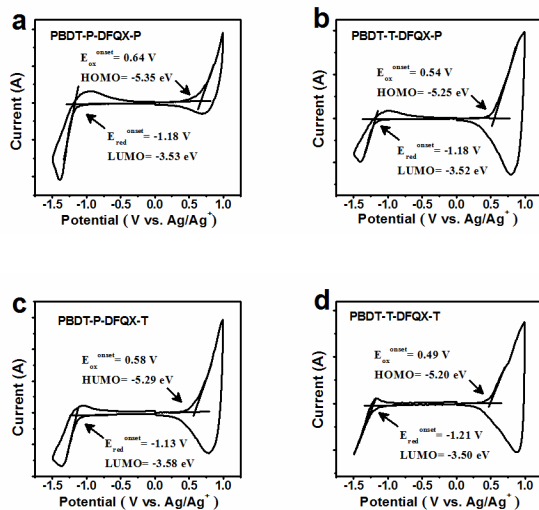 a
PBDT-P-DFQX-P
E_ox^onset = 0.64 V
HOMO= -5.35 eV
E_red^onset = -1.18 V
LUMO= -3.53 eV
Current (A)
-1.5 -1.0 -0.5 0.0 0.5 1.0
Potential ( V vs. Ag/Ag+ )
b
PBDT-T-DFQX-P
E_ox^onset = 0.54 V
HOMO= -5.25 eV
E_red^onset = -1.18 V
LUMO= -3.52 eV
Current (A)
-1.5 -1.0 -0.5 0.0 0.5 1.0
Potential ( V vs. Ag/Ag+ )
c
PBDT-P-DFQX-T
E_ox^onset = 0.58 V
HUMO= -5.29 eV
E_red^onset = -1.13 V
LUMO= -3.58 eV
Current (A)
-1.5 -1.0 -0.5 0.0 0.5 1.0
Potential ( V vs. Ag/Ag+ )
d
PBDT-T-DFQX-T
E_ox^onset = 0.49 V
HOMO= -5.20 eV
E_red^onset = -1.21 V
LUMO= -3.50 eV
Current (A)
-1.5 -1.0 -0.5 0.0 0.5 1.0
Potential ( V vs. Ag/Ag+ )